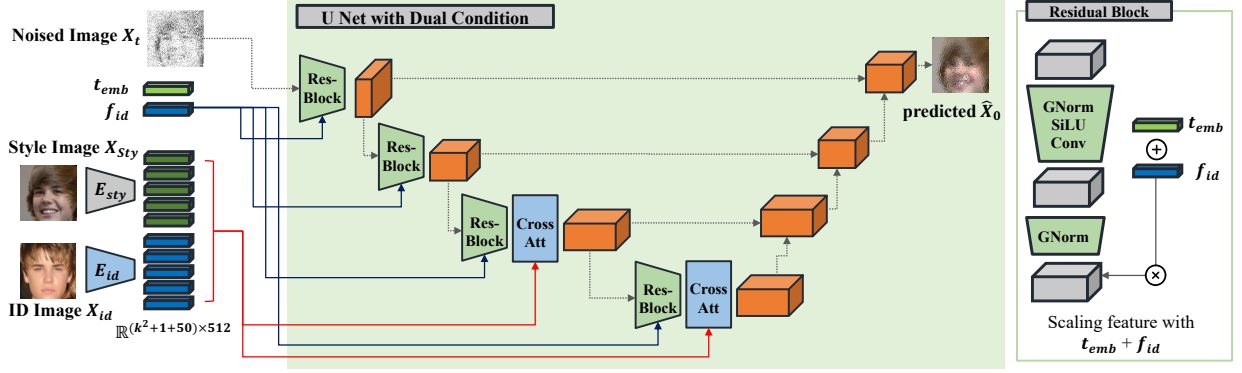 U Net with Dual Condition
Noised Image X_t
t_emb
f_id
Style Image X_Sty
E_sty
E_id
ID Image X_id
ℝ^(k²+1+50)×512
Res-
Block
Res-
Block
Res-
Block
Cross
Att
Res-
Block
Cross
Att
predicted X̂_0
Residual Block
GNorm
SiLU
Conv
t_emb
+
f_id
GNorm
×
Scaling feature with
t_emb + f_id